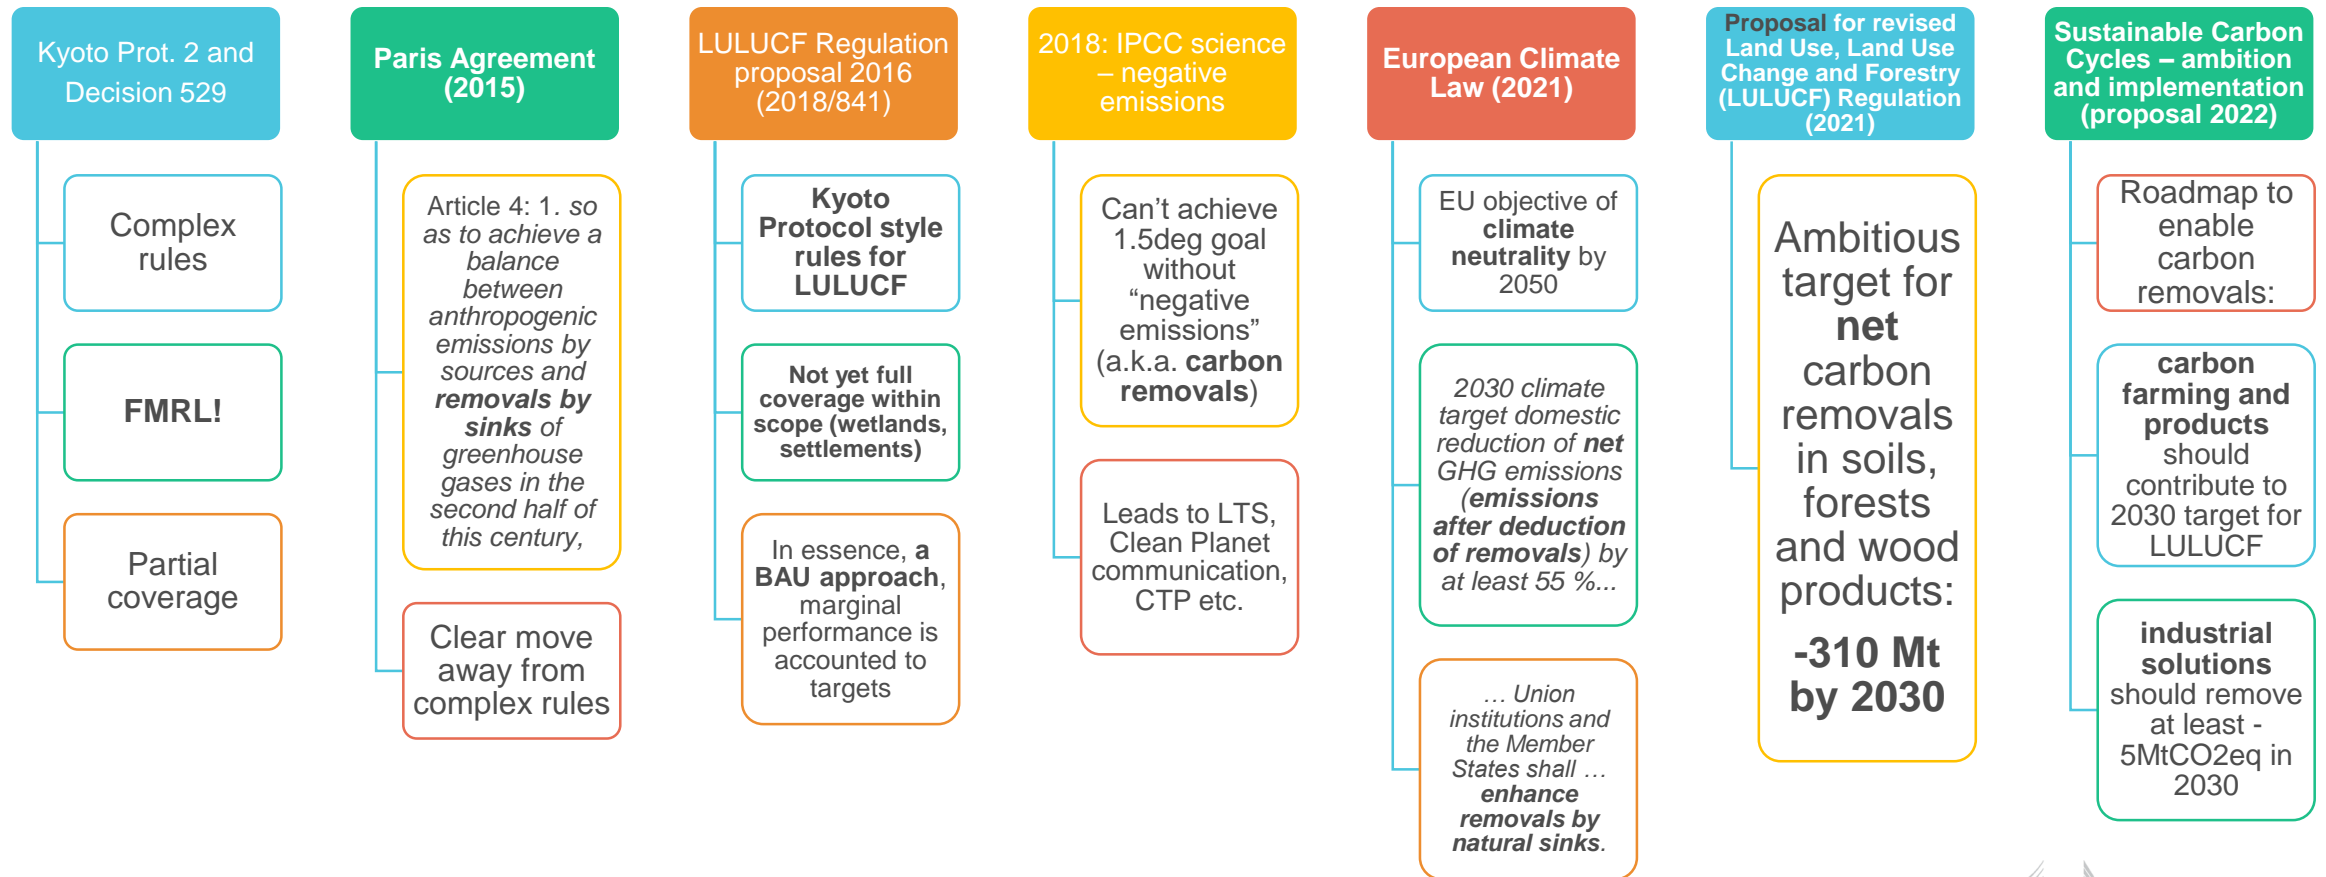 Kyoto Prot. 2 and
Decision 529
Complex
rules
FMRL!
Partial
coverage
Paris Agreement
(2015)
Article 4: 1. so
as to achieve a
balance
between
anthropogenic
emissions by
sources and
removals by
sinks of
greenhouse
gases in the
second half of
this century,
Clear move
away from
complex rules
LULUCF Regulation
proposal 2016
(2018/841)
Kyoto
Protocol style
rules for
LULUCF
Not yet full
coverage within
scope (wetlands,
settlements)
In essence, a
BAU approach,
marginal
performance is
accounted to
targets
2018: IPCC science
– negative
emissions
Can’t achieve
1.5deg goal
without
“negative
emissions”
(a.k.a. carbon
removals)
Leads to LTS,
Clean Planet
communication,
CTP etc.
European Climate
Law (2021)
EU objective of
climate
neutrality by
2050
2030 climate
target domestic
reduction of net
GHG emissions
(emissions
after deduction
of removals) by
at least 55 %...
… Union
institutions and
the Member
States shall …
enhance
removals by
natural sinks.
Proposal for revised
Land Use, Land Use
Change and Forestry
(LULUCF) Regulation
(2021)
Ambitious
target for
net
carbon
removals
in soils,
forests
and wood
products:
-310 Mt
by 2030
Sustainable Carbon
Cycles – ambition
and implementation
(proposal 2022)
Roadmap to
enable
carbon
removals:
carbon
farming and
products
should
contribute to
2030 target for
LULUCF
industrial
solutions
should remove
at least -
5MtCO2eq in
2030